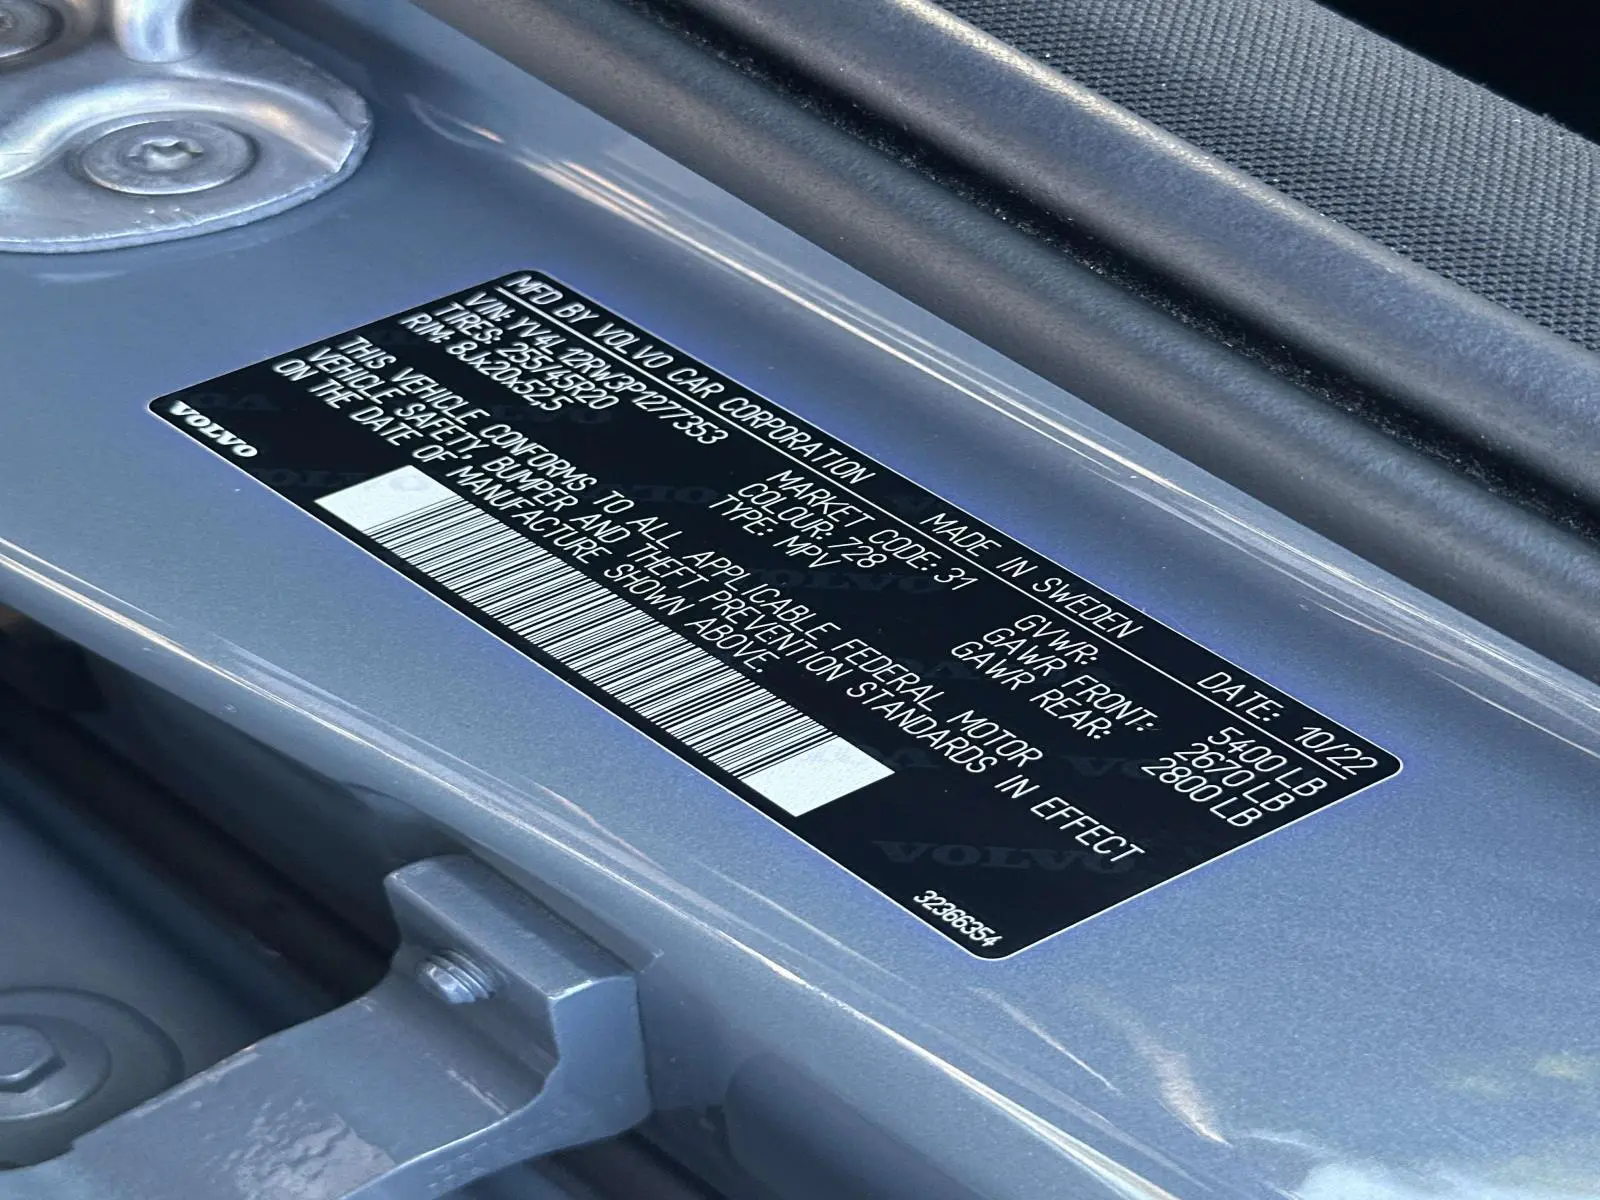 MFD BY VOLVO CAR CORPORATION MADE IN SWEDEN DATE: 10/22
VIN: YV4L12RW3P1277353 MARKET CODE: 31 GVWR: 5400 LB
TIRES: 255/45R20 COLOUR: 728 GAWR FRONT: 2670 LB
RIM: 8Jx20x52.5 TYPE: MPV GAWR REAR: 2800 LB
THIS VEHICLE CONFORMS TO ALL APPLICABLE FEDERAL MOTOR
VEHICLE SAFETY, BUMPER AND THEFT PREVENTION STANDARDS IN EFFECT
ON THE DATE OF MANUFACTURE SHOWN ABOVE.
VOLVO
32366354